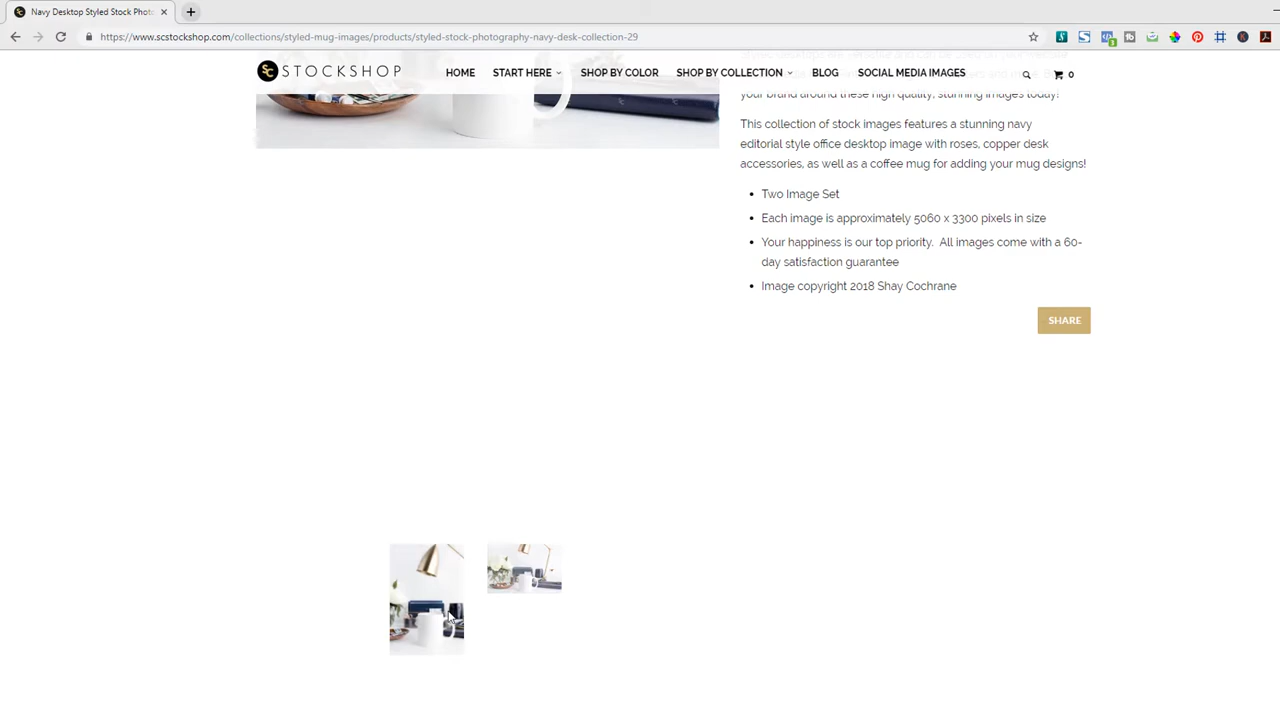 Navy Desktop Styled Stock Photo
https://www.scstockshop.com/collections/styled-mug-images/products/styled-stock-photography-navy-desk-collection-29
SC STOCKSHOP
HOME
START HERE
SHOP BY COLOR
SHOP BY COLLECTION
BLOG
SOCIAL MEDIA IMAGES
0
your brand around these high quality, stunning images today!
This collection of stock images features a stunning navy
editorial style office desktop image with roses, copper desk
accessories, as well as a coffee mug for adding your mug designs!
• Two Image Set
• Each image is approximately 5060 x 3300 pixels in size
• Your happiness is our top priority. All images come with a 60-
day satisfaction guarantee
• Image copyright 2018 Shay Cochrane
SHARE